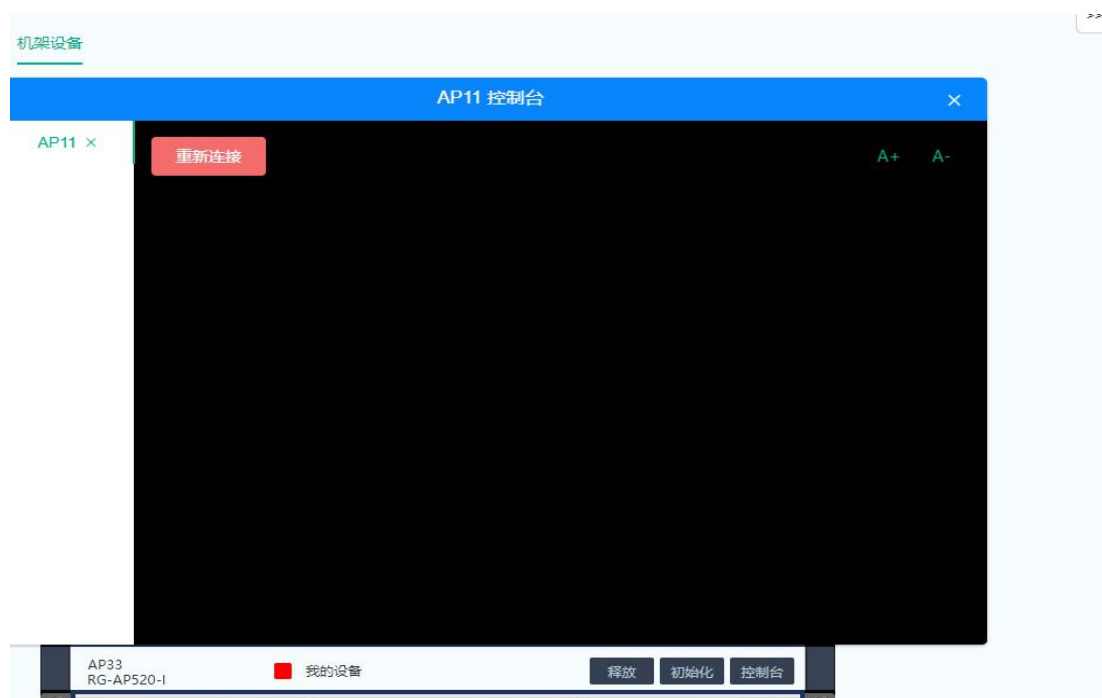 机架设备
AP11 控制台 ×
AP11 ×
重新连接
A+ A-
AP33
RG-AP520-I
我的设备
释放 初始化 控制台